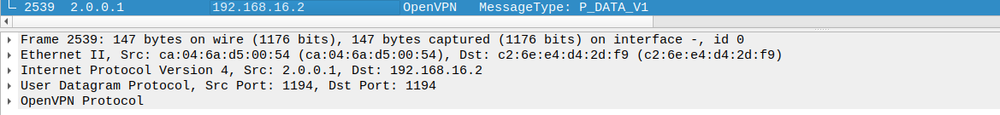 2539 2.0.0.1 192.168.16.2 OpenVPN MessageType: P_DATA_V1
Frame 2539: 147 bytes on wire (1176 bits), 147 bytes captured (1176 bits) on interface -, id 0
Ethernet II, Src: ca:04:6a:d5:00:54 (ca:04:6a:d5:00:54), Dst: c2:6e:e4:d4:2d:f9 (c2:6e:e4:d4:2d:f9)
Internet Protocol Version 4, Src: 2.0.0.1, Dst: 192.168.16.2
User Datagram Protocol, Src Port: 1194, Dst Port: 1194
OpenVPN Protocol